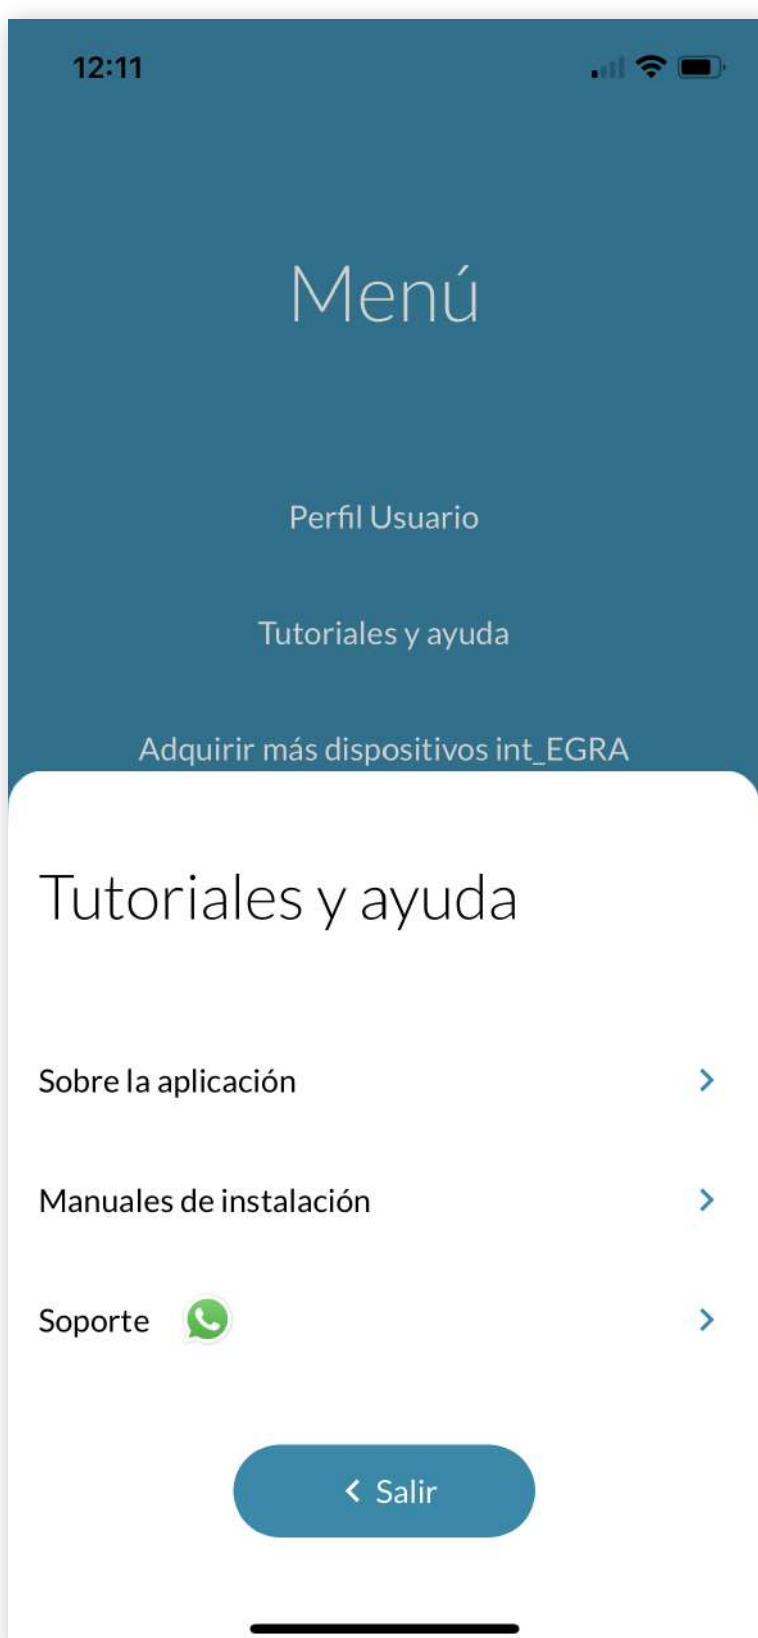 12:11
Menú
Perfil Usuario
Tutoriales y ayuda
Adquirir más dispositivos int_EGRA
Tutoriales y ayuda
Sobre la aplicación
Manuales de instalación
Soporte
Salir